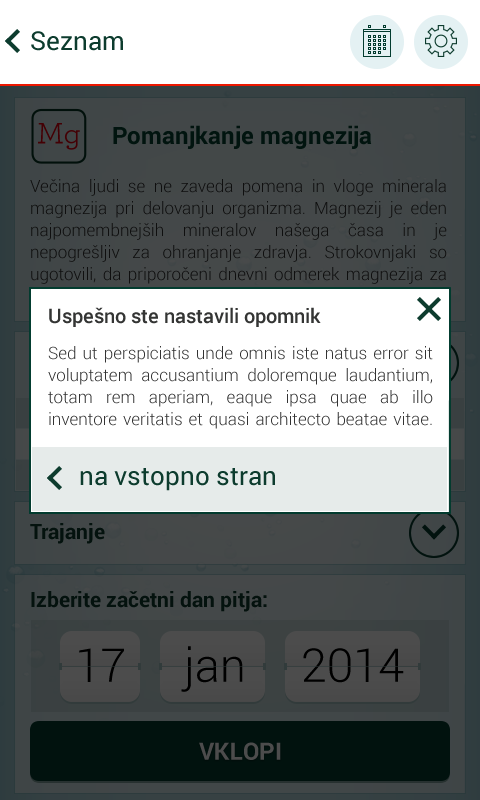 Seznam
Mg
Pomanjkanje magnezija
Večina ljudi se ne zaveda pomena in vloge minerala
magnezija pri delovanju organizma. Magnezij je eden
najpomembnejših mineralov našega časa in je
nepogrešljiv za ohranjanje zdravja. Strokovnjaki so
ugotovili, da priporočeni dnevni odmerek magnezija za
Uspešno ste nastavili opomnik
Sed ut perspiciatis unde omnis iste natus error sit
voluptatem accusantium doloremque laudantium,
totam rem aperiam, eaque ipsa quae ab illo
inventore veritatis et quasi architecto beatae vitae.
na vstopno stran
Trajanje
Izberite začetni dan pitja:
17 jan 2014
VKLOPI